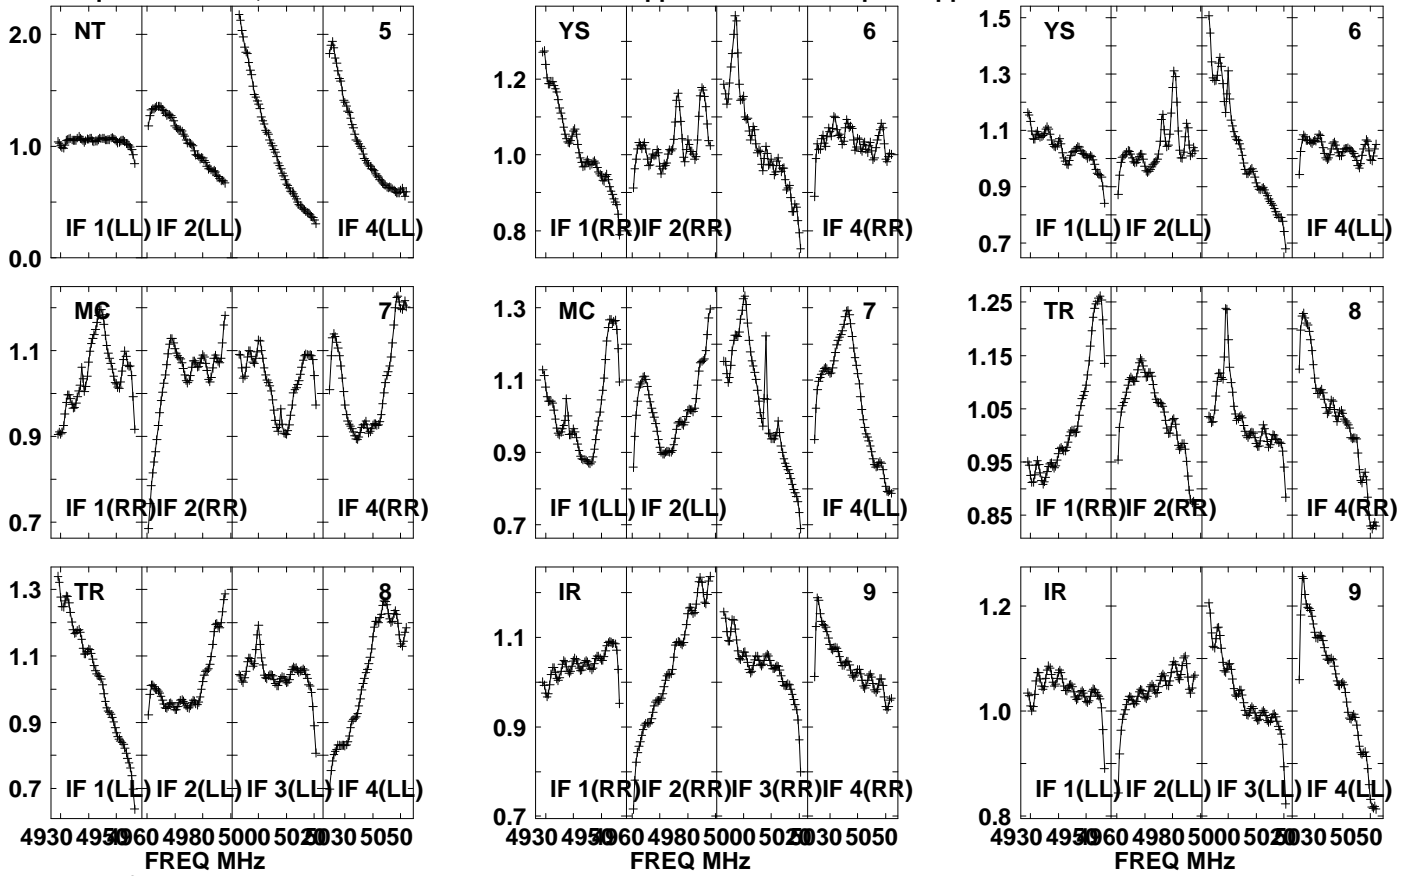 NT 5
2.0
1.0
0.0
IF 1(LL) IF 2(LL) IF 4(LL)
YS 6
1.2
1.0
0.8
IF 1(RR) IF 2(RR) IF 4(RR)
YS 6
1.5
1.3
1.1
0.9
0.7
IF 1(LL) IF 2(LL) IF 4(LL)
MC 7
1.1
0.9
0.7
IF 1(RR) IF 2(RR) IF 4(RR)
MC 7
1.3
1.1
0.9
0.7
IF 1(LL) IF 2(LL) IF 4(LL)
TR 8
1.25
1.15
1.05
0.95
0.85
IF 1(RR) IF 2(RR) IF 4(RR)
TR 8
1.3
1.1
0.9
0.7
IF 1(LL) IF 2(LL) IF 3(LL) IF 4(LL)
4930 4950 4960 4980 5000 5020 5030 5050
FREQ MHz
IR 9
1.1
0.9
0.7
IF 1(RR) IF 2(RR) IF 3(RR) IF 4(RR)
4930 4950 4960 4980 5000 5020 5030 5050
FREQ MHz
IR 9
1.2
1.0
0.8
IF 1(LL) IF 2(LL) IF 3(LL) IF 4(LL)
4930 4950 4960 4980 5000 5020 5030 5050
FREQ MHz